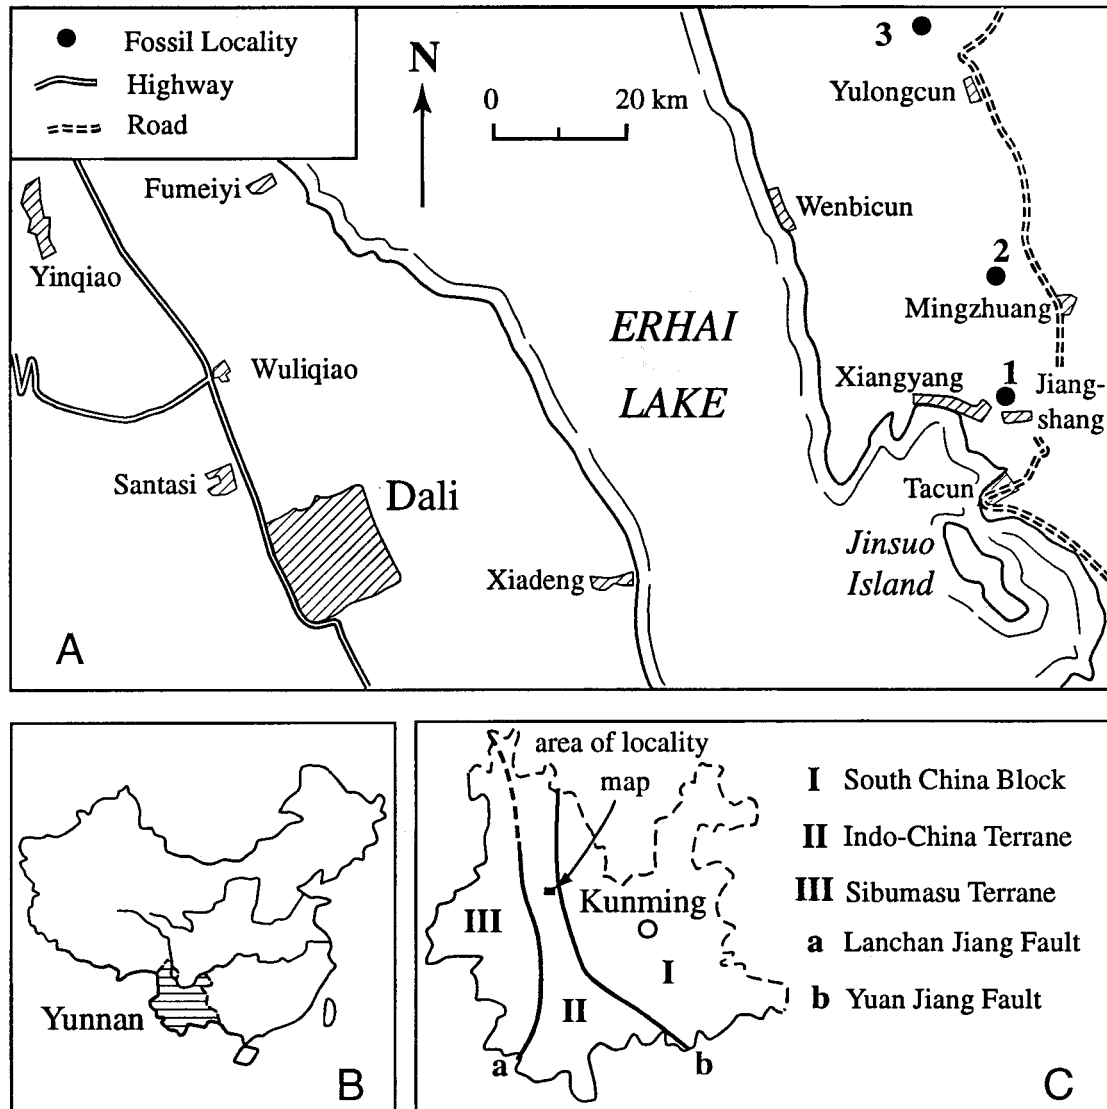 Fossil Locality
Highway
Road
N
0 20 km
3
Yulongcun
Fumeiyi
Wenbicun
Yinqiao
2
Mingzhuang
ERHAI
LAKE
Wuliqiao
Xiangyang
1
Jiang-
shang
Santasi
Dali
Tacun
Jinsuo
Island
Xiadeng
A
Yunnan
B
area of locality
map
Kunming
III
I
II
a
b
I South China Block
II Indo-China Terrane
III Sibumasu Terrane
a Lanchan Jiang Fault
b Yuan Jiang Fault
C